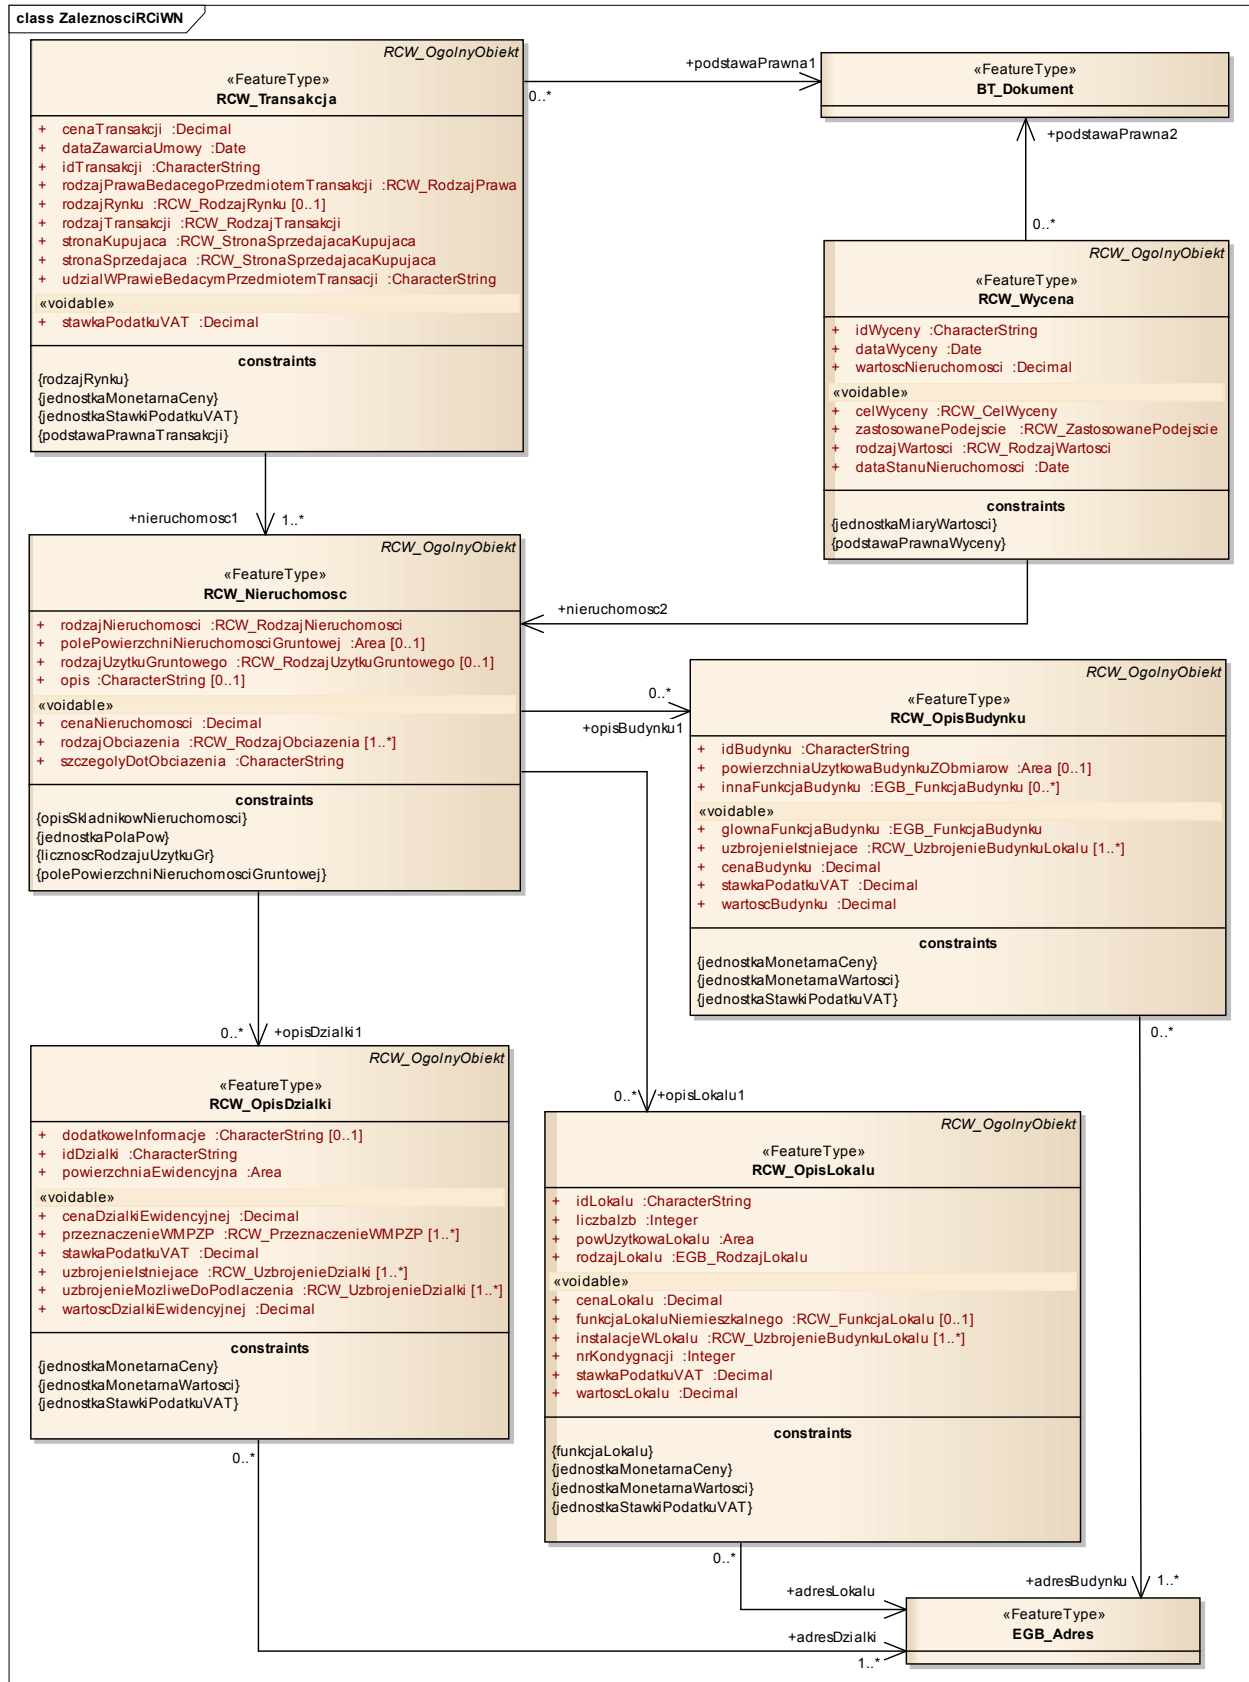 class ZaleznosciRCiWN
RCW_OgolnyObiekt
«FeatureType»
RCW_Transakcja
+ cenaTransakcji :Decimal
+ dataZawarciaUmowy :Date
+ idTransakcji :CharacterString
+ rodzajPrawaBedacegoPrzedmiotemTransakcji :RCW_RodzajPrawa
+ rodzajRynku :RCW_RodzajRynku [0..1]
+ rodzajTransakcji :RCW_RodzajTransakcji
+ stronaKupujaca :RCW_StronaSprzedajacaKupujaca
+ stronaSprzedajaca :RCW_StronaSprzedajacaKupujaca
+ udzialWPrawieBedacymPrzedmiotemTransacji :CharacterString
«voidable»
+ stawkaPodatkuVAT :Decimal
constraints
{rodzajRynku}
{jednostkaMonetarnaCeny}
{jednostkaStawkiPodatkuVAT}
{podstawaPrawnaTransakcji}
+podstawaPrawna1
0..*
«FeatureType»
BT_Dokument
+podstawaPrawna2
0..*
RCW_OgolnyObiekt
«FeatureType»
RCW_Wycena
+ idWyceny :CharacterString
+ dataWyceny :Date
+ wartoscNieruchomosci :Decimal
«voidable»
+ celWyceny :RCW_CelWyceny
+ zastosowanePodejscie :RCW_ZastosowanePodejscie
+ rodzajWartosci :RCW_RodzajWartosci
+ dataStanuNieruchomosci :Date
constraints
{jednostkaMiaryWartosci}
{podstawaPrawnaWyceny}
+nieruchomosc1
1..*
+nieruchomosc2
RCW_OgolnyObiekt
«FeatureType»
RCW_Nieruchomosc
+ rodzajNieruchomosci :RCW_RodzajNieruchomosci
+ polePowierzchniNieruchomosciGruntowej :Area [0..1]
+ rodzajUzytkuGruntowego :RCW_RodzajUzytkuGruntowego [0..1]
+ opis :CharacterString [0..1]
«voidable»
+ cenaNieruchomosci :Decimal
+ rodzajObciazenia :RCW_RodzajObciazenia [1..*]
+ szczegolyDotObciazenia :CharacterString
constraints
{opisSkladnikowNieruchomosci}
{jednostkaPolaPow}
{licznoscRodzajuUzytkuGr}
{polePowierzchniNieruchomosciGruntowej}
0..*
+opisBudynku1
RCW_OgolnyObiekt
«FeatureType»
RCW_OpisBudynku
+ idBudynku :CharacterString
+ powierzchniaUzytkowaBudynkuZObmiarow :Area [0..1]
+ innaFunkcjaBudynku :EGB_FunkcjaBudynku [0..*]
«voidable»
+ glownaFunkcjaBudynku :EGB_FunkcjaBudynku
+ uzbrojenieIstniejace :RCW_UzbrojenieBudynkuLokalu [1..*]
+ cenaBudynku :Decimal
+ stawkaPodatkuVAT :Decimal
+ wartoscBudynku :Decimal
constraints
{jednostkaMonetarnaCeny}
{jednostkaMonetarnaWartosci}
{jednostkaStawkiPodatkuVAT}
0..*
0..* +opisDzialki1
RCW_OgolnyObiekt
«FeatureType»
RCW_OpisDzialki
+ dodatkoweInformacje :CharacterString [0..1]
+ idDzialki :CharacterString
+ powierzchniaEwidencyjna :Area
«voidable»
+ cenaDzialkiEwidencyjnej :Decimal
+ przeznaczenieWMPZP :RCW_PrzeznaczenieWMPZP [1..*]
+ stawkaPodatkuVAT :Decimal
+ uzbrojenieIstniejace :RCW_UzbrojenieDzialki [1..*]
+ uzbrojenieMozliweDoPodlaczenia :RCW_UzbrojenieDzialki [1..*]
+ wartoscDzialkiEwidencyjnej :Decimal
constraints
{jednostkaMonetarnaCeny}
{jednostkaMonetarnaWartosci}
{jednostkaStawkiPodatkuVAT}
0..*
0..* +opisLokalu1
RCW_OgolnyObiekt
«FeatureType»
RCW_OpisLokalu
+ idLokalu :CharacterString
+ liczbaIzb :Integer
+ powUzytkowaLokalu :Area
+ rodzajLokalu :EGB_RodzajLokalu
«voidable»
+ cenaLokalu :Decimal
+ funkcjaLokaluNiemieszkalnego :RCW_FunkcjaLokalu [0..1]
+ instalacjeWLokalu :RCW_UzbrojenieBudynkuLokalu [1..*]
+ nrKondygnacji :Integer
+ stawkaPodatkuVAT :Decimal
+ wartoscLokalu :Decimal
constraints
{funkcjaLokalu}
{jednostkaMonetarnaCeny}
{jednostkaMonetarnaWartosci}
{jednostkaStawkiPodatkuVAT}
0..*
+adresLokalu
+adresBudynku
1..*
+adresDzialki
1..*
«FeatureType»
EGB_Adres